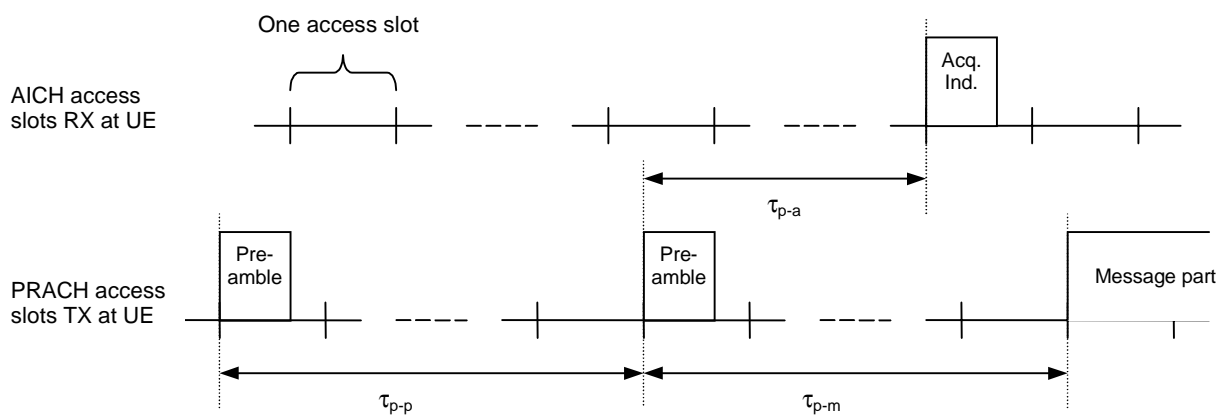 One access slot
AICH access
slots RX at UE
Acq.
Ind.
τp-a
PRACH access
slots TX at UE
Pre-
amble
Pre-
amble
Message part
τp-p
τp-m